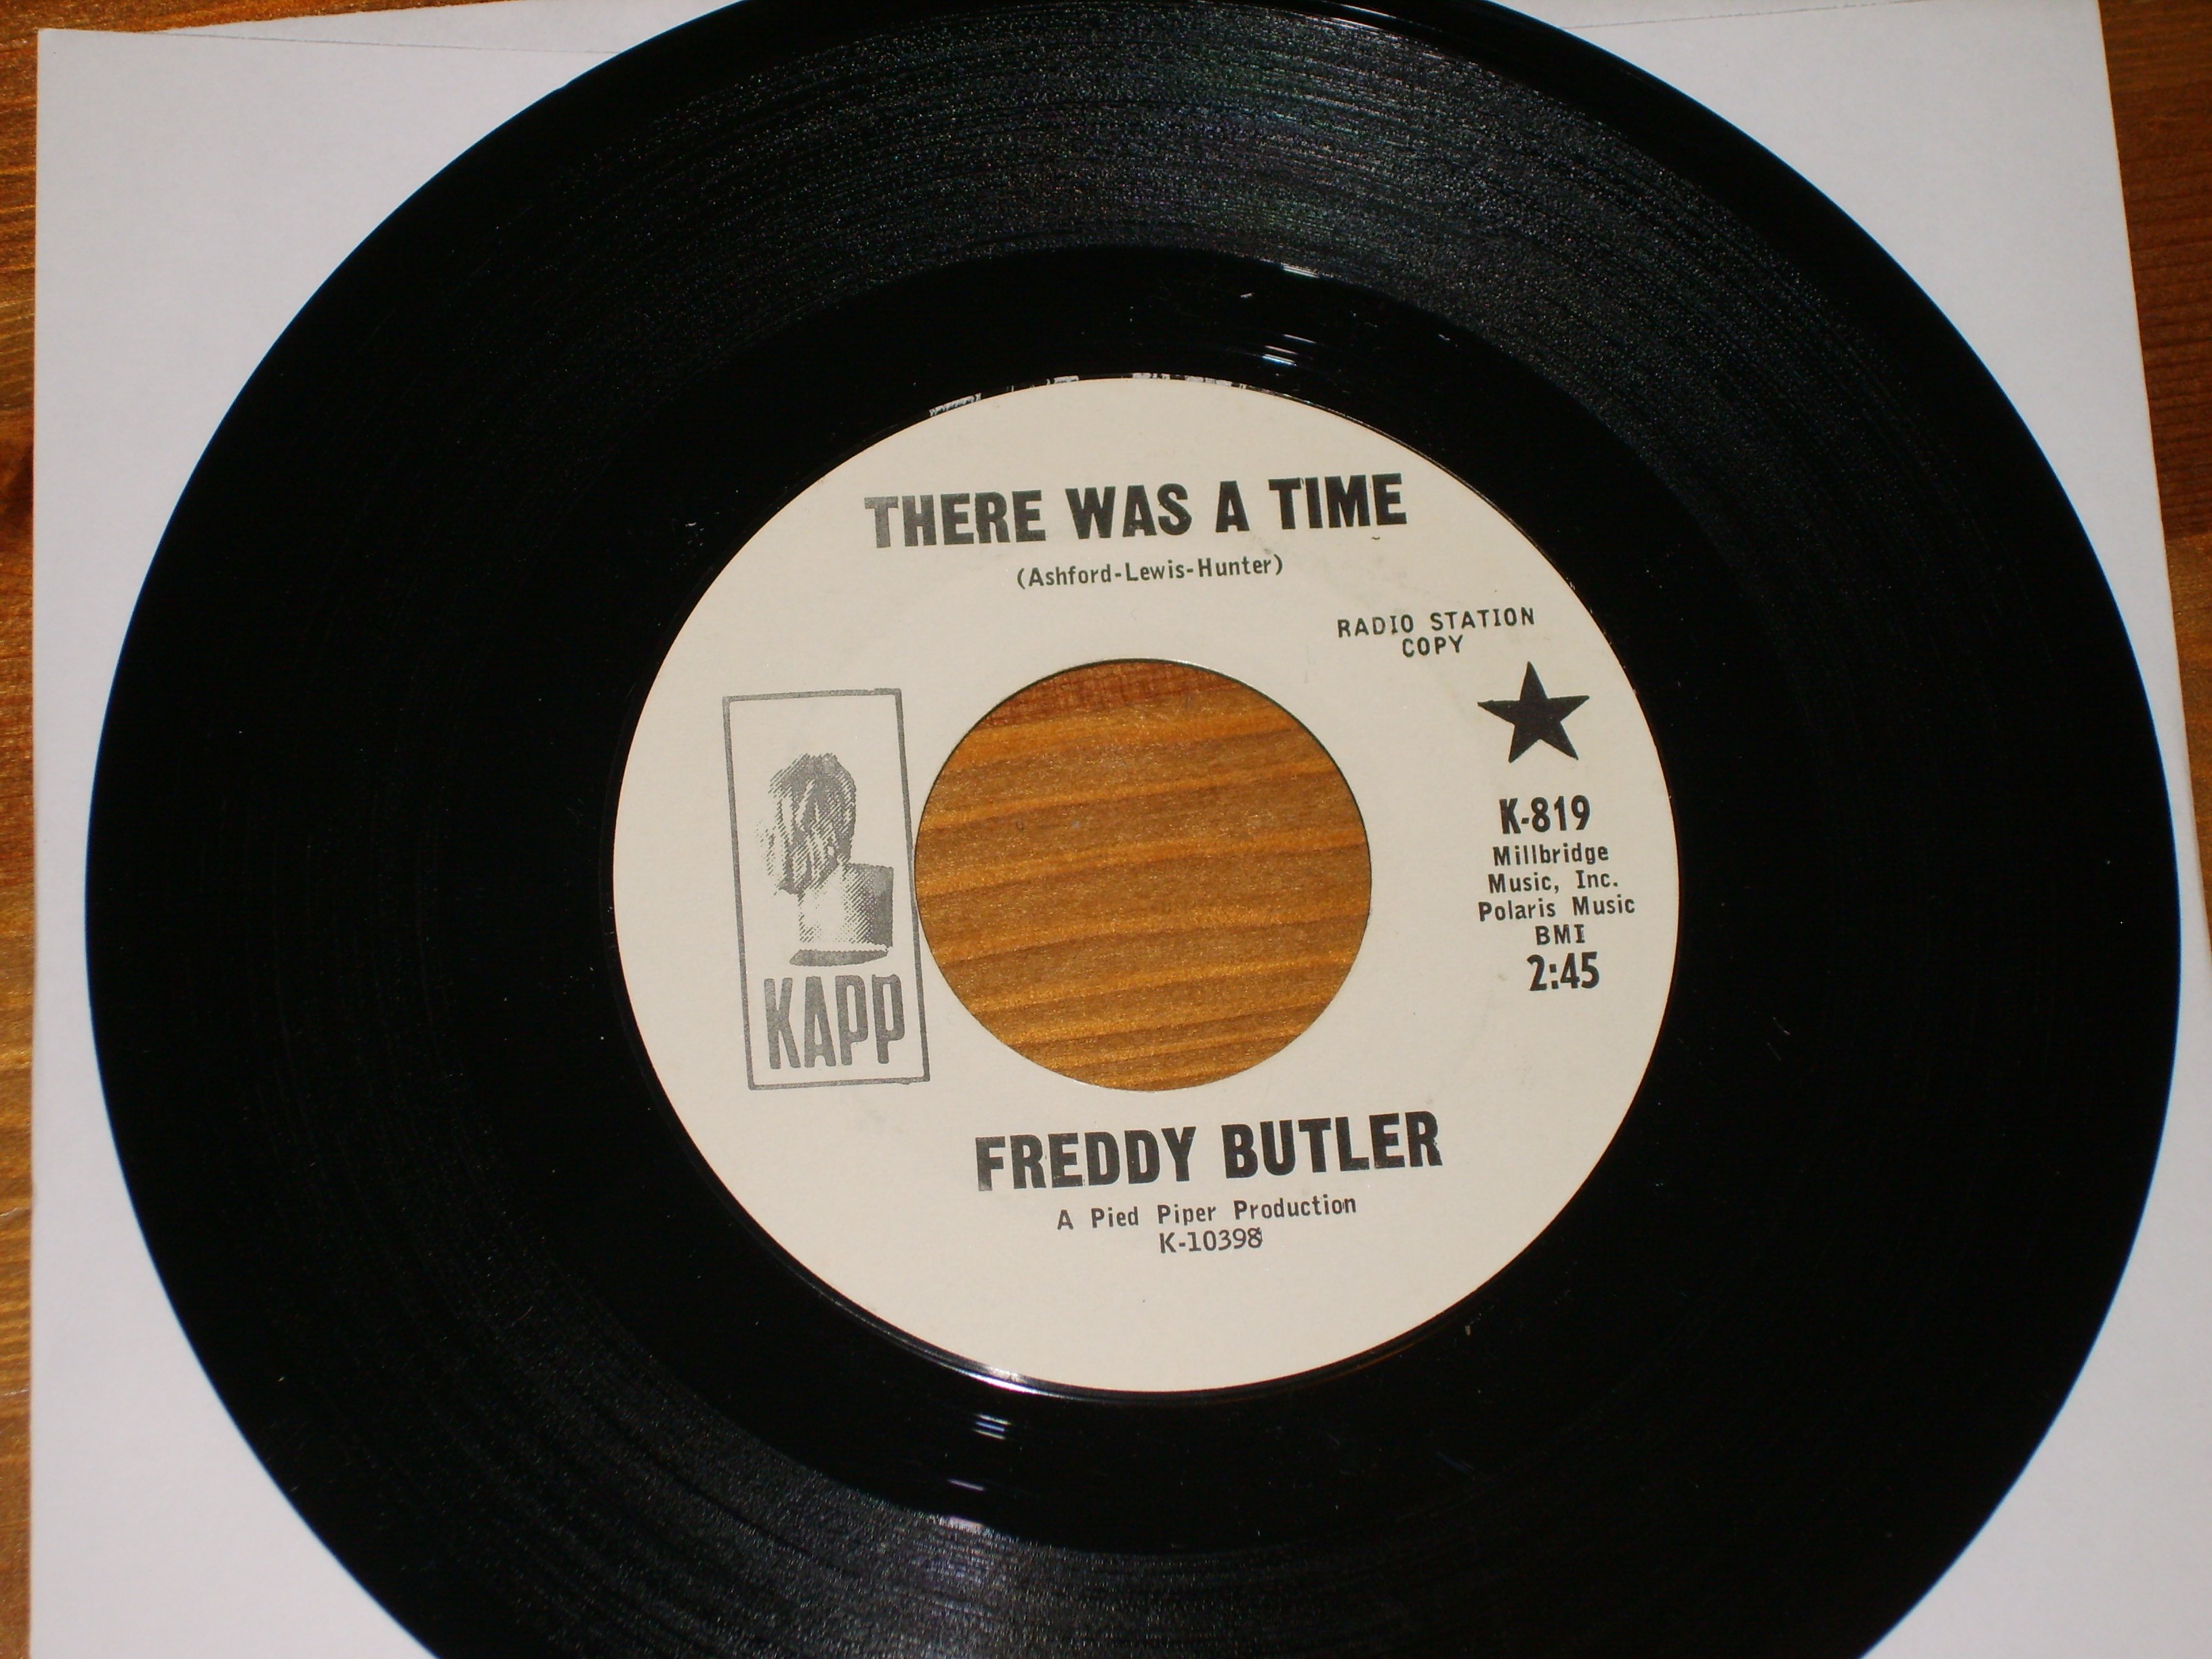 THERE WAS A TIME
(Ashford-Lewis-Hunter)
RADIO STATION
COPY
K-819
Millbridge
Music, Inc.
Polaris Music
BMI
2:45
KAPP
FREDDY BUTLER
A Pied Piper Production
K-10398